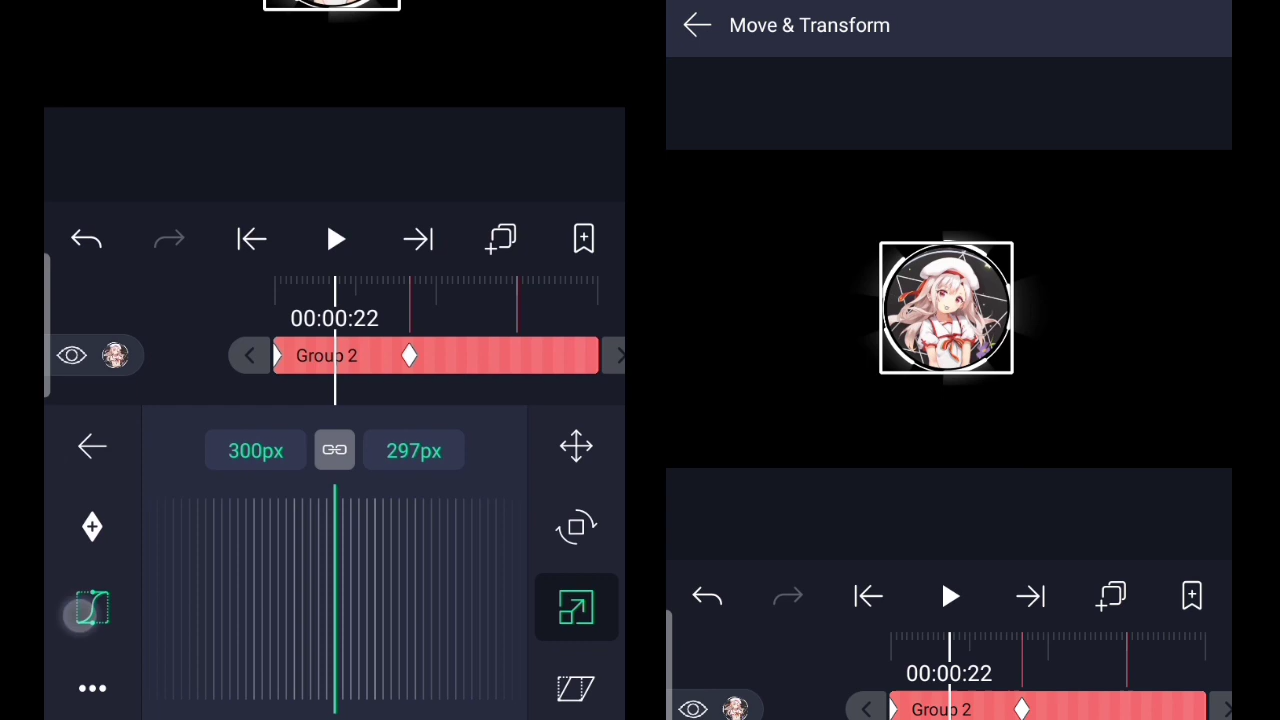 00:00:22
Group 2
300px
297px
Move & Transform
00:00:22
Group 2